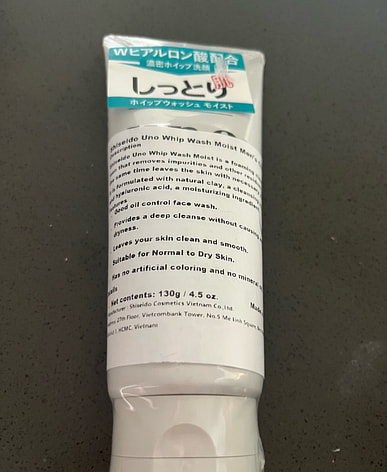 Wヒアルロン酸配合
濃密ホイップ洗顔
しっとり
ホイップウォッシュ モイスト
Shiseido Uno Whip Wash Moist Men's
Description
Shiseido Uno Whip Wash Moist is a foaming
that removes impurities and other
same time leaves the skin with necessary
formulated with natural clay, a cleansing
hyaluronic acid, a moisturizing ingredient
Good oil control face wash.
Provides a deep cleanse without causing
dryness.
Leaves your skin clean and smooth.
Suitable for Normal to Dry Skin.
Has no artificial coloring and no mineral
Net contents: 130g / 4.5 oz.
Shiseido Cosmetics Vietnam Co.,Ltd.
Floor, Vietcombank Tower, No.5 Me Linh Square,
1, HCMC, Vietnam